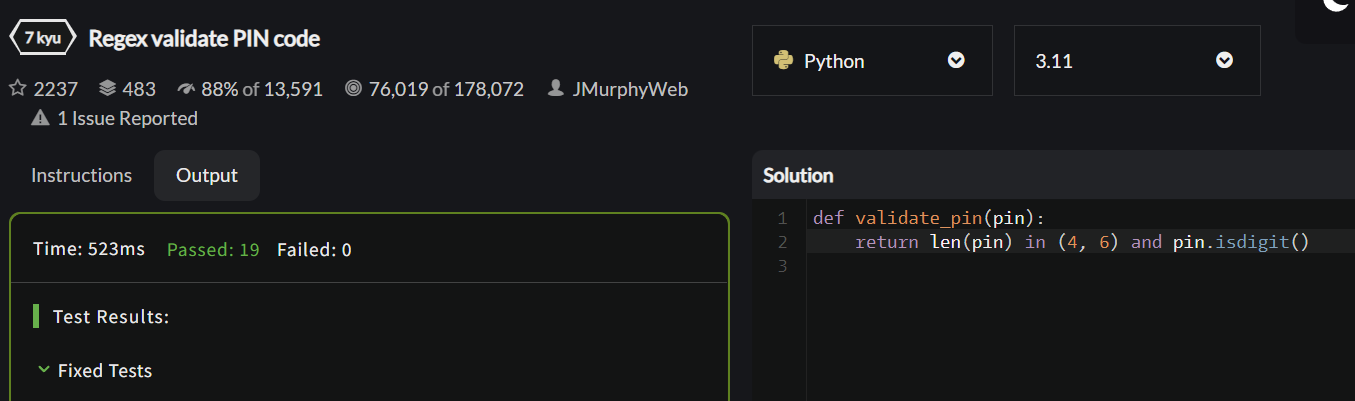 7 kyu Regex validate PIN code
2237 483 88% of 13,591 76,019 of 178,072 JMurphyWeb
1 Issue Reported
Python 3.11
Instructions Output
Time: 523ms Passed: 19 Failed: 0
Test Results:
Fixed Tests
Solution
1 def validate_pin(pin):
2     return len(pin) in (4, 6) and pin.isdigit()
3